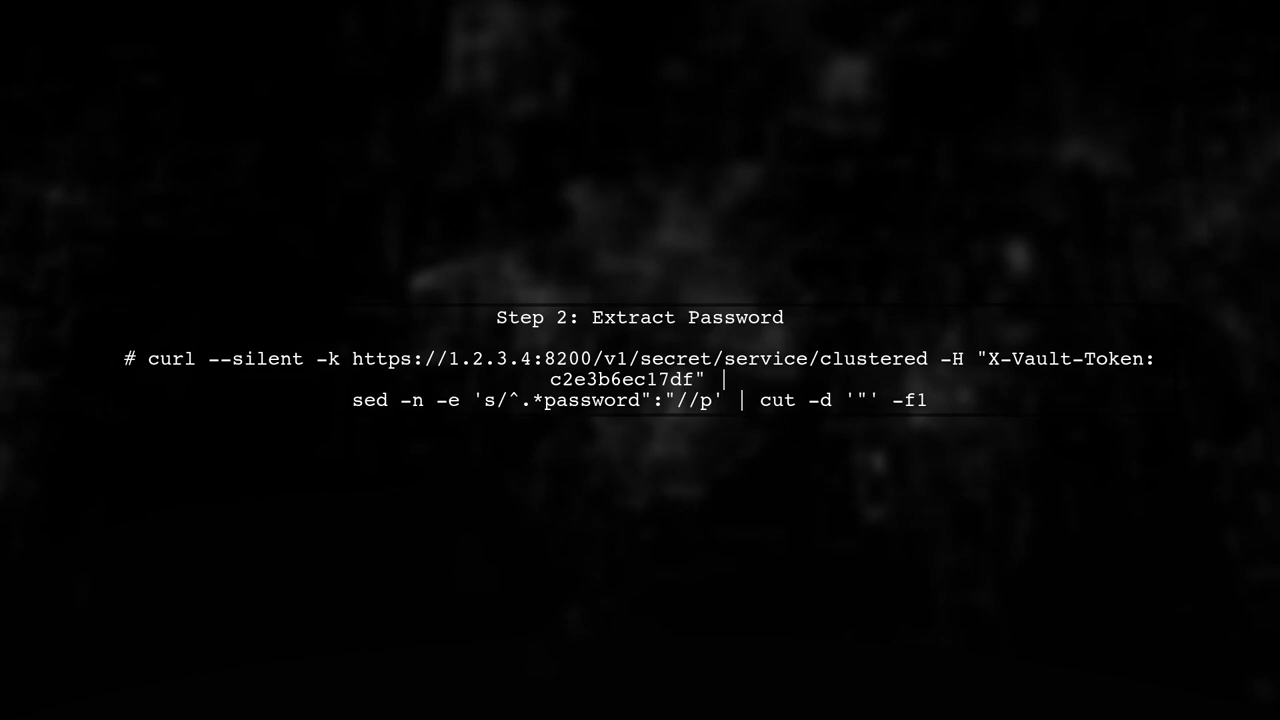 Step 2: Extract Password
# curl --silent -k https://1.2.3.4:8200/v1/secret/service/clustered -H "X-Vault-Token:
c2e3b6ec17df" |
sed -n -e 's/^.*password":"//p' | cut -d '"' -f1